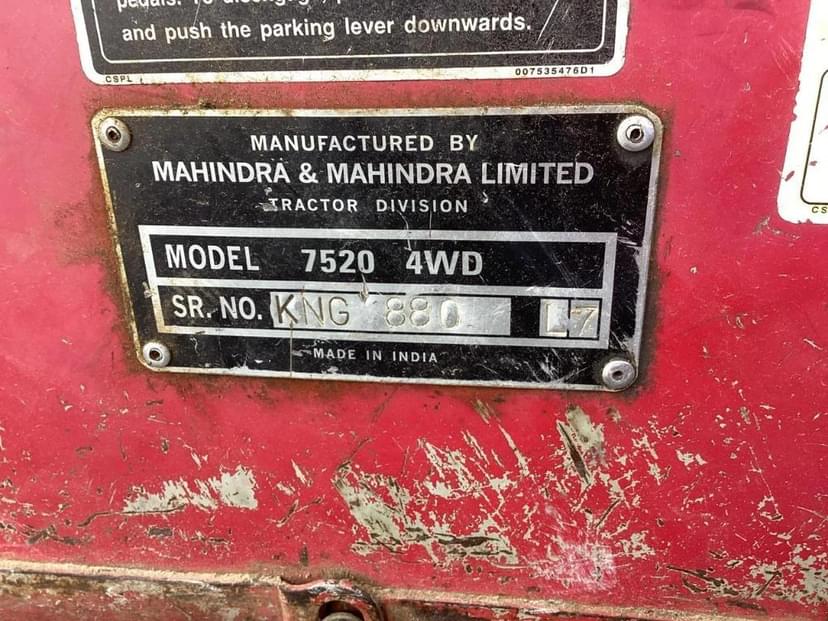 and push the parking lever downwards.
CSPL
007535476D1
MANUFACTURED BY
MAHINDRA & MAHINDRA LIMITED
TRACTOR DIVISION
MODEL 7520 4WD
SR. NO. KNG 880 L7
MADE IN INDIA